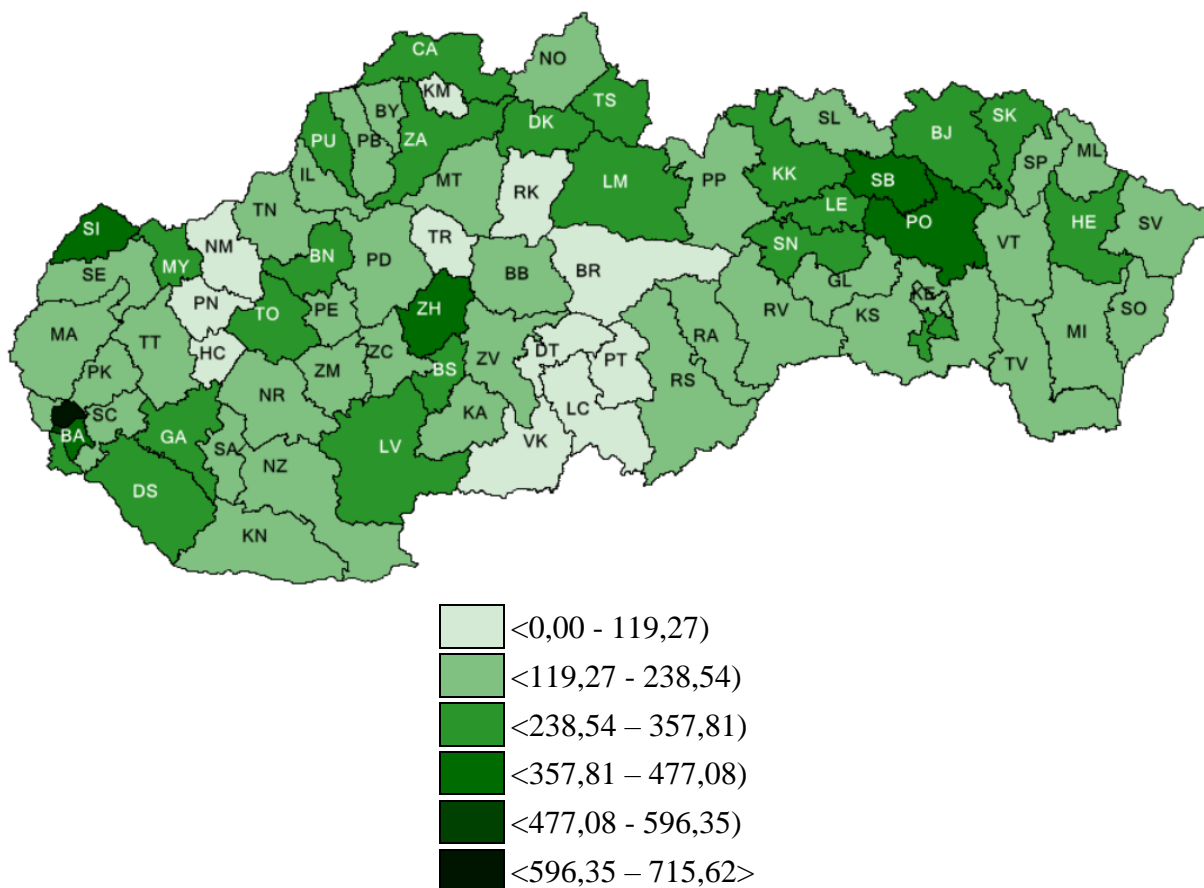 CA
NO
KM
TS
BY
PU
PB
ZA
DK
SL
BJ
SK
SP
ML
IL
MT
RK
LM
PP
KK
SB
LE
PO
HE
SV
SI
NM
TN
TR
MY
BN
PD
BB
BR
SN
VT
SE
PN
TO
PE
ZH
GL
KE
RV
KS
SO
MA
TT
HC
ZM
ZC
BS
ZV
DT
PT
RA
MI
TV
PK
NR
RS
SC
KA
LC
BA
GA
SA
LV
VK
DS
NZ
KN
<0,00 - 119,27)
<119,27 - 238,54)
<238,54 – 357,81)
<357,81 – 477,08)
<477,08 - 596,35)
<596,35 – 715,62>